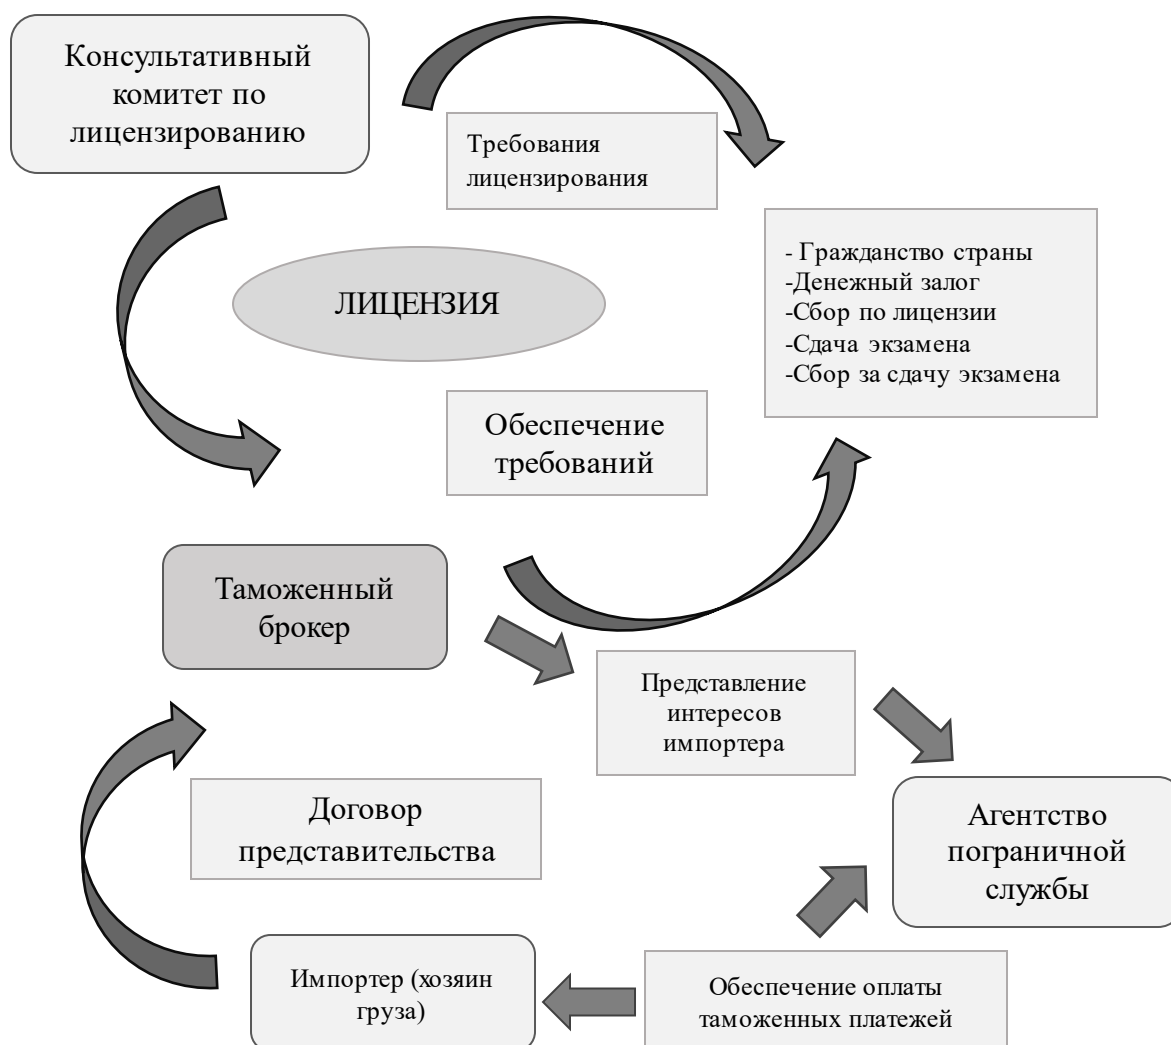 Консультативный
комитет по
лицензированию
Требования
лицензирования
- Гражданство страны
-Денежный залог
-Сбор по лицензии
-Сдача экзамена
-Сбор за сдачу экзамена
ЛИЦЕНЗИЯ
Обеспечение
требований
Таможенный
брокер
Представление
интересов
импортера
Договор
представительства
Агентство
пограничной
службы
Импортер (хозяин
груза)
Обеспечение оплаты
таможенных платежей